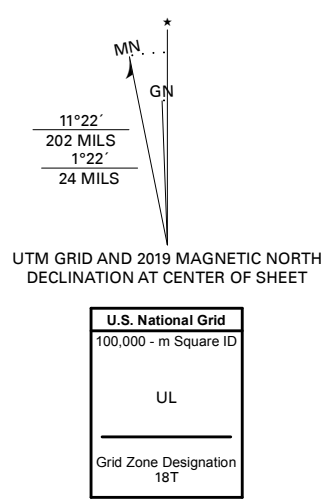 MN
GN
11°22´
202 MILS
1°22´
24 MILS
UTM GRID AND 2019 MAGNETIC NORTH
DECLINATION AT CENTER OF SHEET
U.S. National Grid
100,000 - m Square ID
UL
Grid Zone Designation
18T